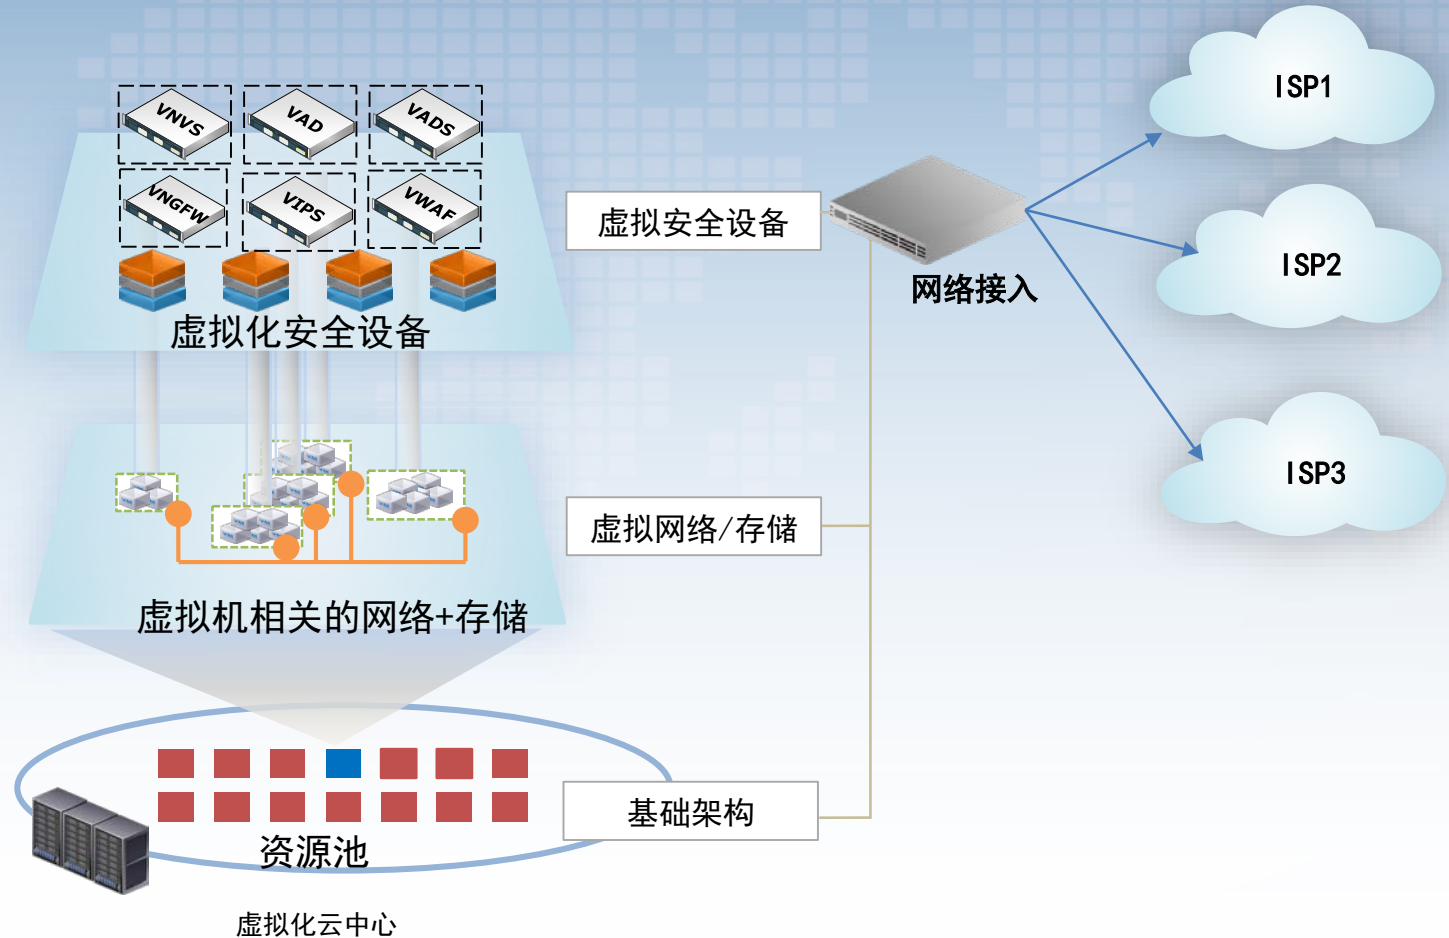 VNVS
VAD
VADS
VNGFW
VIPS
VWAF
虚拟化安全设备
虚拟机相关的网络+存储
资源池
虚拟化云中心
虚拟安全设备
虚拟网络/存储
基础架构
网络接入
ISP1
ISP2
ISP3